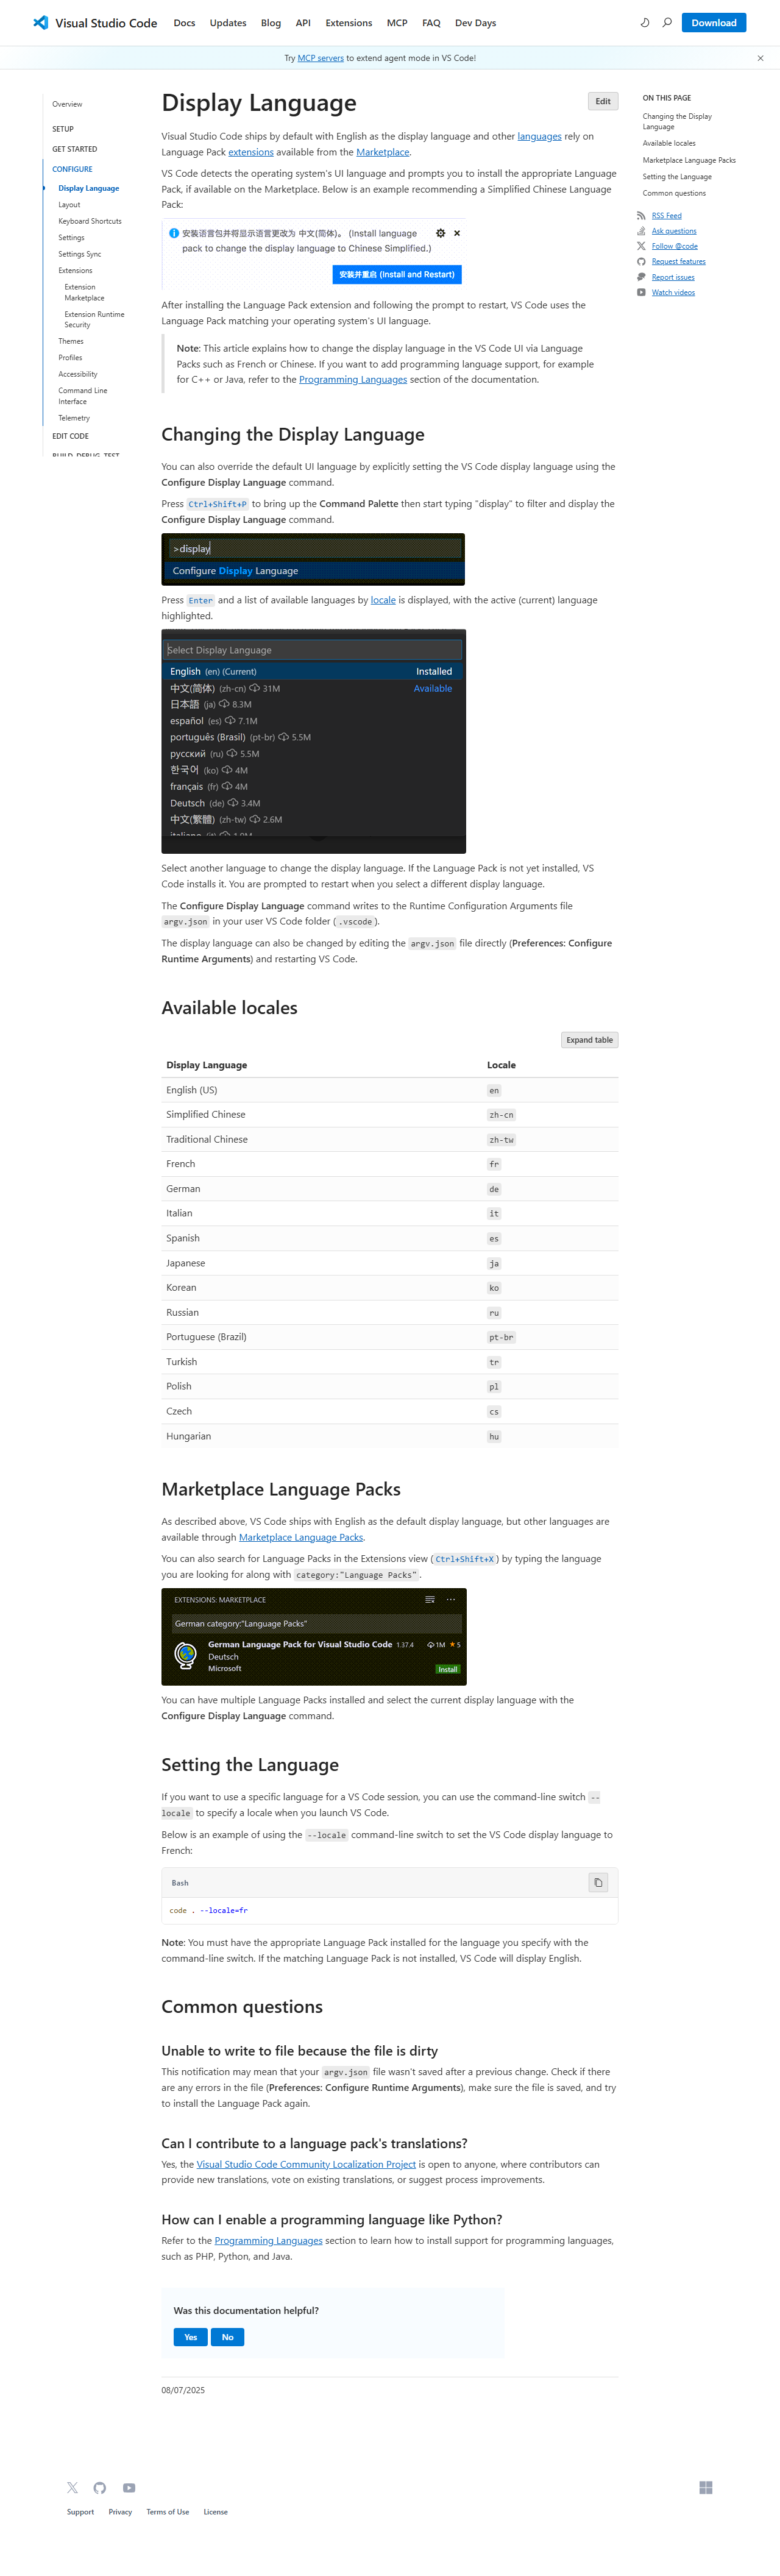 Visual Studio Code Docs Updates Blog API Extensions MCP FAQ Dev Days Download
Try MCP servers to extend agent mode in VS Code!
Overview
SETUP
GET STARTED
CONFIGURE
Display Language
Layout
Keyboard Shortcuts
Settings
Settings Sync
Extensions
Extension
Marketplace
Extension Runtime
Security
Themes
Profiles
Accessibility
Command Line
Interface
Telemetry
EDIT CODE
BUILD, DEBUG, TEST
Display Language
Edit
Visual Studio Code ships by default with English as the display language and other languages rely on
Language Pack extensions available from the Marketplace.
VS Code detects the operating system's UI language and prompts you to install the appropriate Language
Pack, if available on the Marketplace. Below is an example recommending a Simplified Chinese Language
Pack:
安装语言包并将显示语言更改为 中文(简体)。 (Install language
pack to change the display language to Chinese Simplified.)
安装并重启 (Install and Restart)
After installing the Language Pack extension and following the prompt to restart, VS Code uses the
Language Pack matching your operating system's UI language.
Note: This article explains how to change the display language in the VS Code UI via Language
Packs such as French or Chinese. If you want to add programming language support, for example
for C++ or Java, refer to the Programming Languages section of the documentation.
Changing the Display Language
You can also override the default UI language by explicitly setting the VS Code display language using the
Configure Display Language command.
Press Ctrl+Shift+P to bring up the Command Palette then start typing "display" to filter and display the
Configure Display Language command.
>display
Configure Display Language
Press Enter and a list of available languages by locale is displayed, with the active (current) language
highlighted.
Select Display Language
English (en) (Current) Installed
中文(简体) (zh-cn) 31M Available
日本語 (ja) 8.3M
español (es) 7.1M
português (Brasil) (pt-br) 5.5M
русский (ru) 5.5M
한국어 (ko) 4M
français (fr) 4M
Deutsch (de) 3.4M
中文(繁體) (zh-tw) 2.6M
italiano (it) 1.9M
Select another language to change the display language. If the Language Pack is not yet installed, VS
Code installs it. You are prompted to restart when you select a different display language.
The Configure Display Language command writes to the Runtime Configuration Arguments file
argv.json in your user VS Code folder (.vscode).
The display language can also be changed by editing the argv.json file directly (Preferences: Configure
Runtime Arguments) and restarting VS Code.
Available locales
Expand table
Display Language Locale
English (US) en
Simplified Chinese zh-cn
Traditional Chinese zh-tw
French fr
German de
Italian it
Spanish es
Japanese ja
Korean ko
Russian ru
Portuguese (Brazil) pt-br
Turkish tr
Polish pl
Czech cs
Hungarian hu
Marketplace Language Packs
As described above, VS Code ships with English as the default display language, but other languages are
available through Marketplace Language Packs.
You can also search for Language Packs in the Extensions view (Ctrl+Shift+X) by typing the language
you are looking for along with category:"Language Packs".
EXTENSIONS: MARKETPLACE
German category:"Language Packs"
German Language Pack for Visual Studio Code 1.37.4 1M 5
Deutsch
Microsoft Install
You can have multiple Language Packs installed and select the current display language with the
Configure Display Language command.
Setting the Language
If you want to use a specific language for a VS Code session, you can use the command-line switch --
locale to specify a locale when you launch VS Code.
Below is an example of using the --locale command-line switch to set the VS Code display language to
French:
Bash
code . --locale=fr
Note: You must have the appropriate Language Pack installed for the language you specify with the
command-line switch. If the matching Language Pack is not installed, VS Code will display English.
Common questions
Unable to write to file because the file is dirty
This notification may mean that your argv.json file wasn't saved after a previous change. Check if there
are any errors in the file (Preferences: Configure Runtime Arguments), make sure the file is saved, and try
to install the Language Pack again.
Can I contribute to a language pack's translations?
Yes, the Visual Studio Code Community Localization Project is open to anyone, where contributors can
provide new translations, vote on existing translations, or suggest process improvements.
How can I enable a programming language like Python?
Refer to the Programming Languages section to learn how to install support for programming languages,
such as PHP, Python, and Java.
Was this documentation helpful?
Yes No
08/07/2025
ON THIS PAGE
Changing the Display
Language
Available locales
Marketplace Language Packs
Setting the Language
Common questions
RSS Feed
Ask questions
Follow @code
Request features
Report issues
Watch videos
Support Privacy Terms of Use License